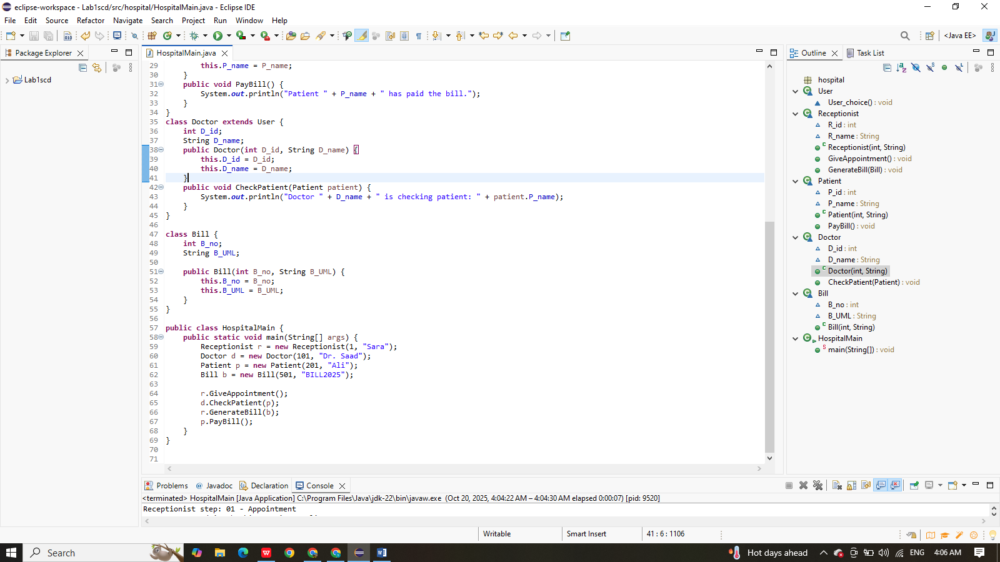 eclipse-workspace - Lab1scd/src/hospital/HospitalMain.java - Eclipse IDE
File Edit Source Refactor Navigate Search Project Run Window Help
<Java EE>
Package Explorer
Lab1scd
HospitalMain.java
29 this.P_name = P_name;
30 }
31 public void PayBill() {
32 System.out.println("Patient " + P_name + " has paid the bill.");
33 }
34 }
35 class Doctor extends User {
36 int D_id;
37 String D_name;
38 public Doctor(int D_id, String D_name) {
39 this.D_id = D_id;
40 this.D_name = D_name;
41 }
42 public void CheckPatient(Patient patient) {
43 System.out.println("Doctor " + D_name + " is checking patient: " + patient.P_name);
44 }
45 }
46
47 class Bill {
48 int B_no;
49 String B_UML;
50
51 public Bill(int B_no, String B_UML) {
52 this.B_no = B_no;
53 this.B_UML = B_UML;
54 }
55 }
56
57 public class HospitalMain {
58 public static void main(String[] args) {
59 Receptionist r = new Receptionist(1, "Sara");
60 Doctor d = new Doctor(101, "Dr. Saad");
61 Patient p = new Patient(201, "Ali");
62 Bill b = new Bill(501, "BILL2025");
63
64 r.GiveAppointment();
65 d.CheckPatient(p);
66 r.GenerateBill(b);
67 p.PayBill();
68 }
69 }
70
71
Outline Task List
hospital
User
User_choice() : void
Receptionist
R_id : int
R_name : String
Receptionist(int, String)
GiveAppointment() : void
GenerateBill(Bill) : void
Patient
P_id : int
P_name : String
Patient(int, String)
PayBill() : void
Doctor
D_id : int
D_name : String
Doctor(int, String)
CheckPatient(Patient) : void
Bill
B_no : int
B_UML : String
Bill(int, String)
HospitalMain
main(String[]) : void
Problems Javadoc Declaration Console
<terminated> HospitalMain [Java Application] C:\Program Files\Java\jdk-22\bin\javaw.exe (Oct 20, 2025, 4:04:22 AM – 4:04:30 AM elapsed 0:00:07) [pid: 9520]
Receptionist step: 01 - Appointment
Writable Smart Insert 41 : 6 : 1106
Search Hot days ahead ENG 4:06 AM